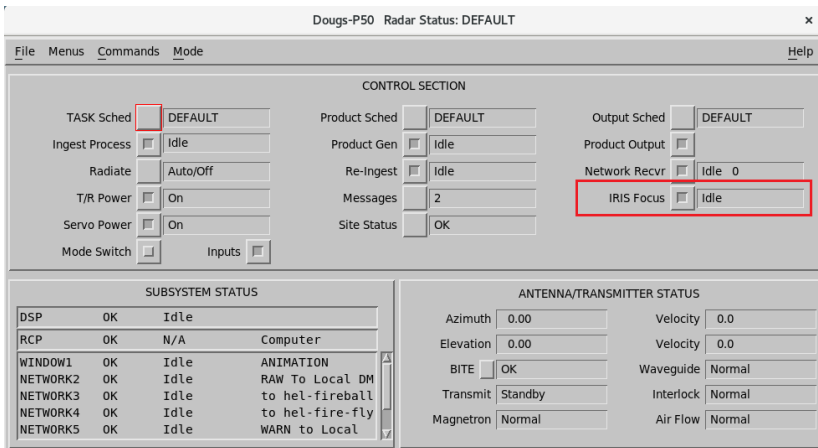 Dougs-P50 Radar Status: DEFAULT ×
File Menus Commands Mode Help
CONTROL SECTION
TASK Sched DEFAULT Product Sched DEFAULT Output Sched DEFAULT
Ingest Process Idle Product Gen Idle Product Output
Radiate Auto/Off Re-Ingest Idle Network Recvr Idle 0
T/R Power On Messages 2 IRIS Focus Idle
Servo Power On Site Status OK
Mode Switch Inputs
SUBSYSTEM STATUS
DSP OK Idle
RCP OK N/A Computer
WINDOW1 OK Idle ANIMATION
NETWORK2 OK Idle RAW To Local DM
NETWORK3 OK Idle to hel-fireball
NETWORK4 OK Idle to hel-fire-fly
NETWORK5 OK Idle WARN to Local
ANTENNA/TRANSMITTER STATUS
Azimuth 0.00 Velocity 0.0
Elevation 0.00 Velocity 0.0
BITE OK Waveguide Normal
Transmit Standby Interlock Normal
Magnetron Normal Air Flow Normal